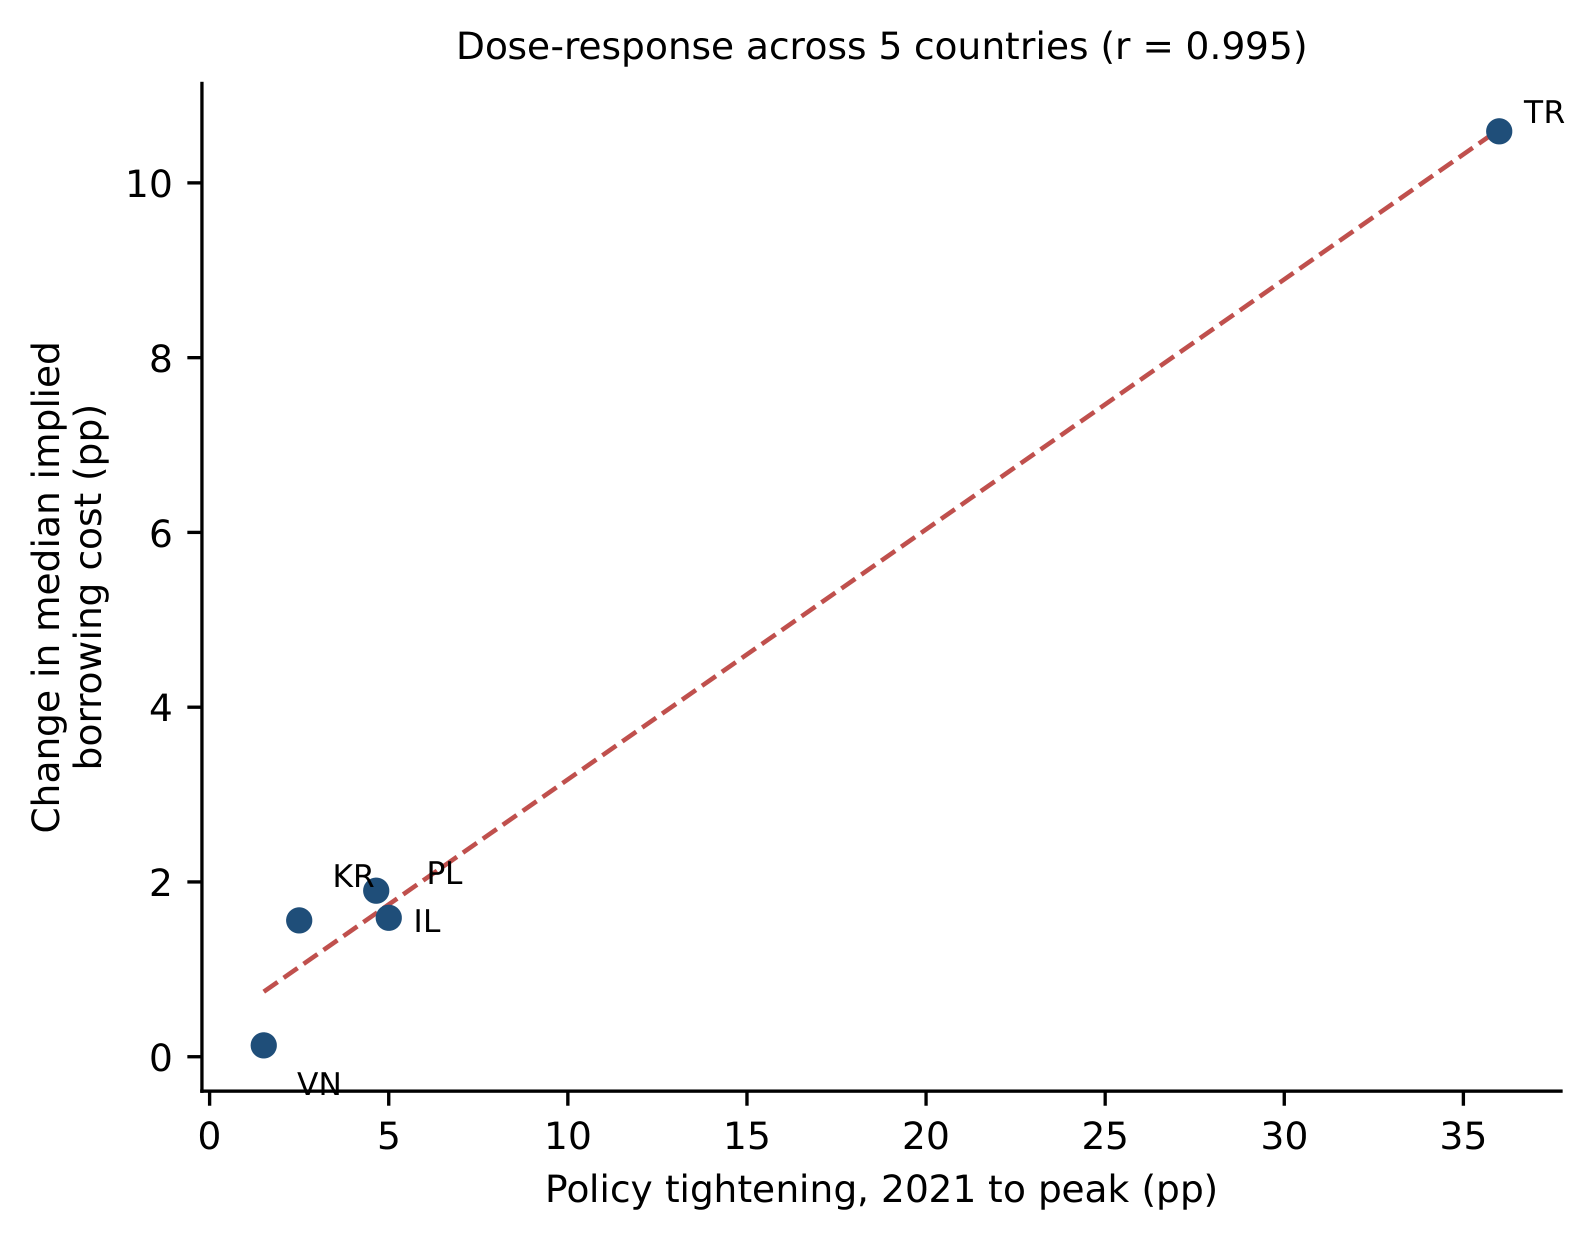 Dose-response across 5 countries (r = 0.995)
TR
10
8
6
4
2
0
Change in median implied
borrowing cost (pp)
KR
PL
IL
VN
0 5 10 15 20 25 30 35
Policy tightening, 2021 to peak (pp)